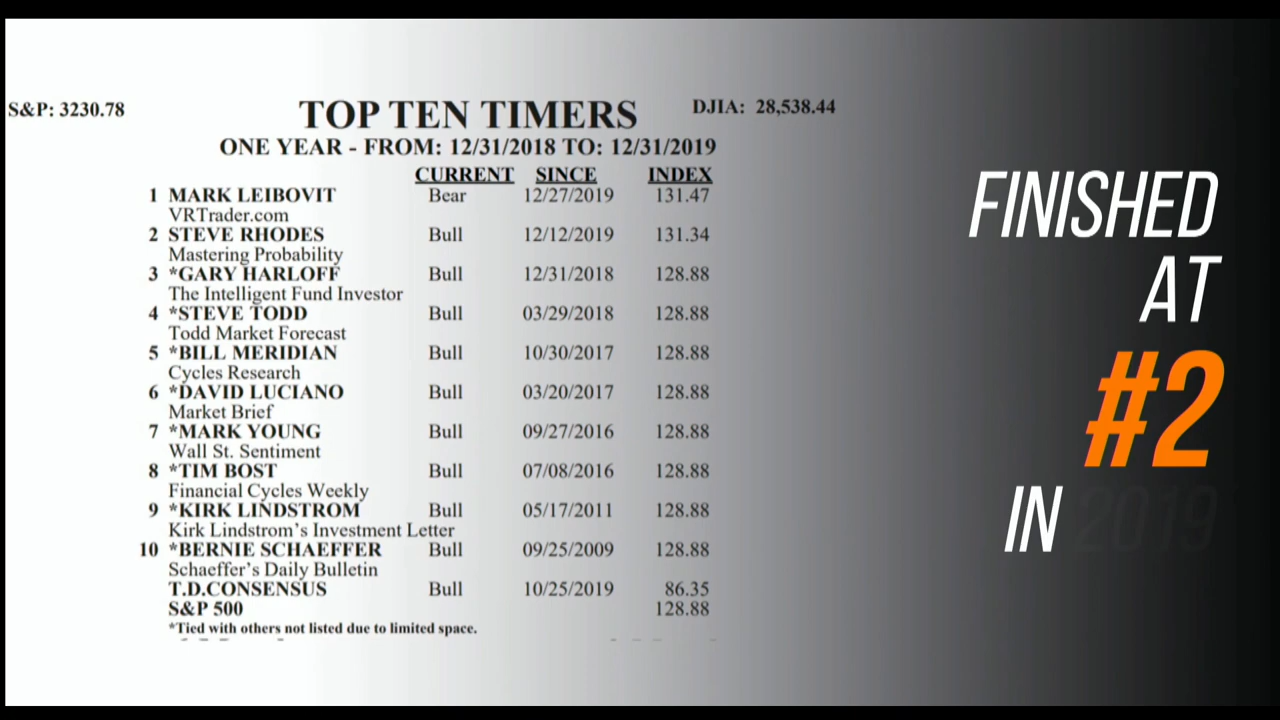 S&P: 3230.78
TOP TEN TIMERS
DJIA: 28,538.44
ONE YEAR - FROM: 12/31/2018 TO: 12/31/2019
CURRENT SINCE INDEX
1 MARK LEIBOVIT Bear 12/27/2019 131.47
VRTrader.com
2 STEVE RHODES Bull 12/12/2019 131.34
Mastering Probability
3 *GARY HARLOFF Bull 12/31/2018 128.88
The Intelligent Fund Investor
4 *STEVE TODD Bull 03/29/2018 128.88
Todd Market Forecast
5 *BILL MERIDIAN Bull 10/30/2017 128.88
Cycles Research
6 *DAVID LUCIANO Bull 03/20/2017 128.88
Market Brief
7 *MARK YOUNG Bull 09/27/2016 128.88
Wall St. Sentiment
8 *TIM BOST Bull 07/08/2016 128.88
Financial Cycles Weekly
9 *KIRK LINDSTROM Bull 05/17/2011 128.88
Kirk Lindstrom's Investment Letter
10 *BERNIE SCHAEFFER Bull 09/25/2009 128.88
Schaeffer's Daily Bulletin
T.D.CONSENSUS Bull 10/25/2019 86.35
S&P 500 128.88
*Tied with others not listed due to limited space.
FINISHED
AT
#2
IN 2019